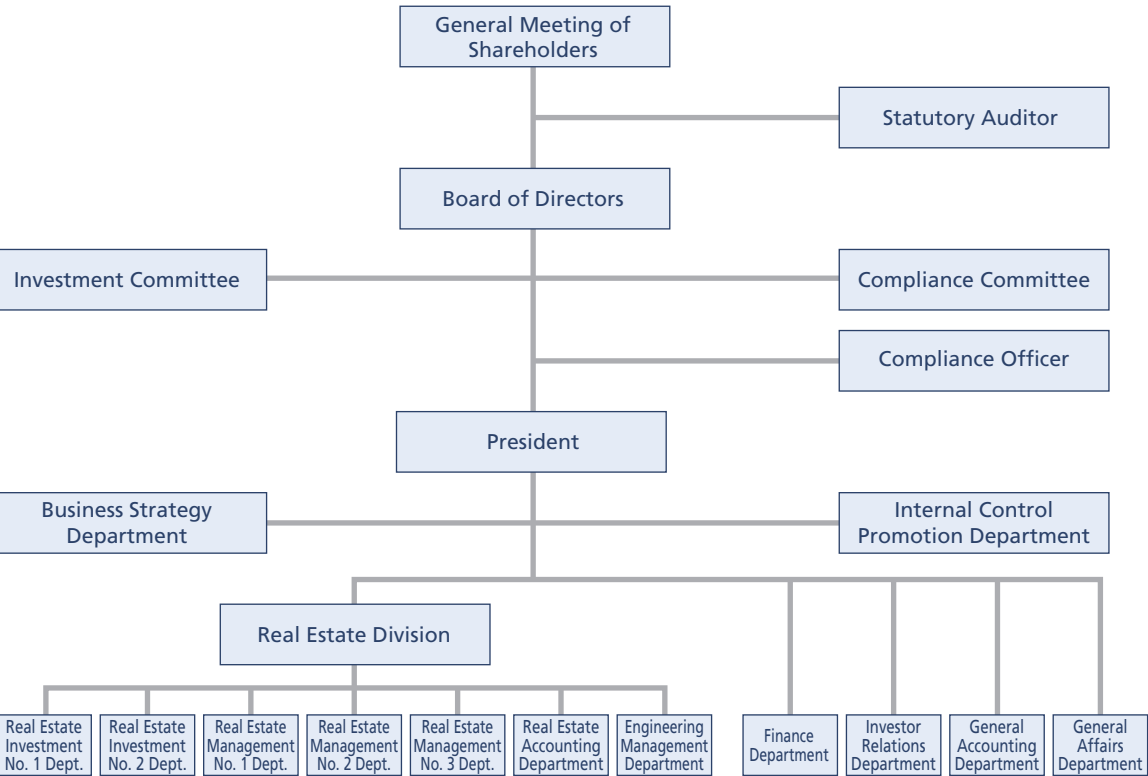 General Meeting of
Shareholders
Statutory Auditor
Board of Directors
Investment Committee
Compliance Committee
Compliance Officer
President
Business Strategy
Department
Internal Control
Promotion Department
Real Estate Division
Real Estate
Investment
No. 1 Dept.
Real Estate
Investment
No. 2 Dept.
Real Estate
Management
No. 1 Dept.
Real Estate
Management
No. 2 Dept.
Real Estate
Management
No. 3 Dept.
Real Estate
Accounting
Department
Engineering
Management
Department
Finance
Department
Investor
Relations
Department
General
Accounting
Department
General
Affairs
Department